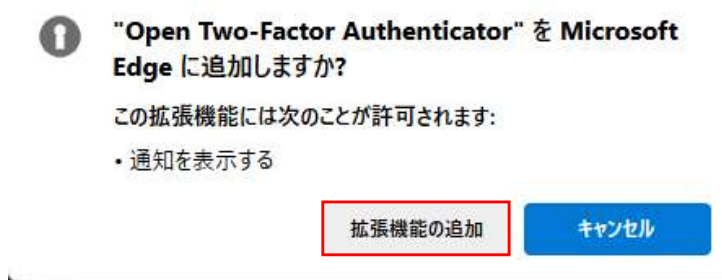 "Open Two-Factor Authenticator" を Microsoft
Edge に追加しますか?
この拡張機能には次のことが許可されます:
• 通知を表示する
拡張機能の追加
キャンセル